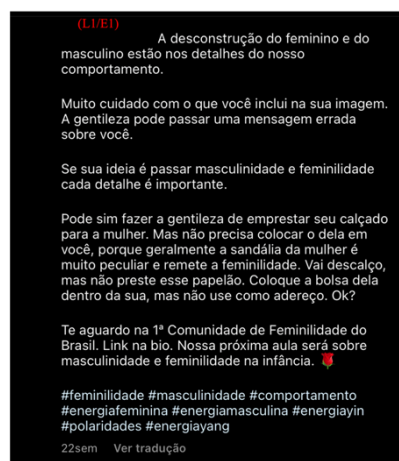 (L1/E1)
A desconstrução do feminino e do
masculino estão nos detalhes do nosso
comportamento.
Muito cuidado com o que você inclui na sua imagem.
A gentileza pode passar uma mensagem errada
sobre você.
Se sua ideia é passar masculinidade e feminilidade
cada detalhe é importante.
Pode sim fazer a gentileza de emprestar seu calçado
para a mulher. Mas não precisa colocar o dela em
você, porque geralmente a sandália da mulher é
muito peculiar e remete a feminilidade. Vai descalço,
mas não preste esse papelão. Coloque a bolsa dela
dentro da sua, mas não use como adereço. Ok?
Te aguardo na 1ª Comunidade de Feminilidade do
Brasil. Link na bio. Nossa próxima aula será sobre
masculinidade e feminilidade na infância. 🌹
#feminilidade #masculinidade #comportamento
#energiafeminina #energiamasculina #energiayin
#polaridades #energiayang
22sem Ver tradução